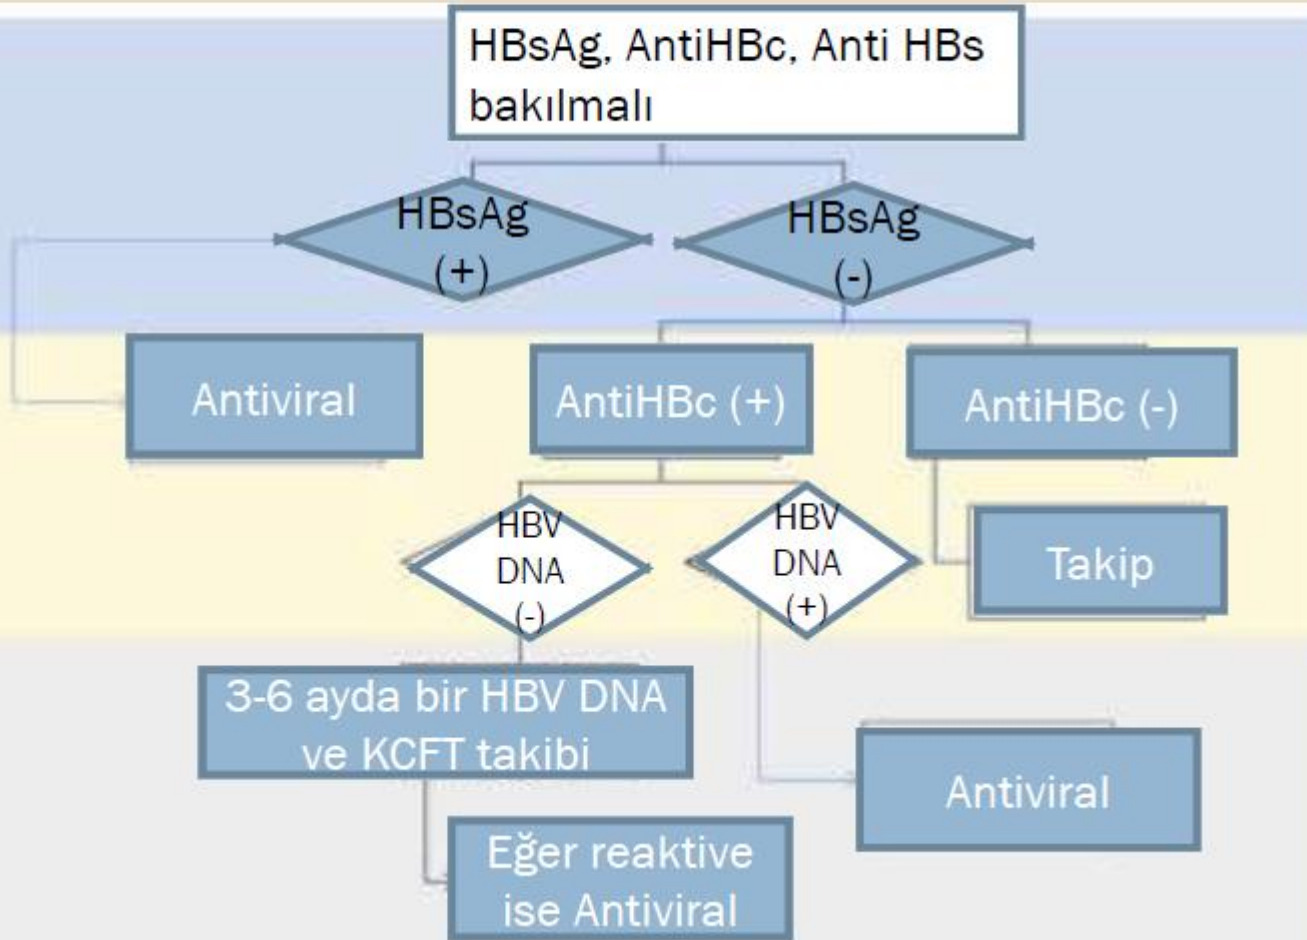 HBsAg, AntiHBc, Anti HBs
bakılmalı
HBsAg
(+)
HBsAg
(-)
Antiviral
AntiHBc (+)
AntiHBc (-)
HBV
DNA
(-)
HBV
DNA
(+)
Takip
3-6 ayda bir HBV DNA
ve KCFT takibi
Antiviral
Eğer reaktive
ise Antiviral